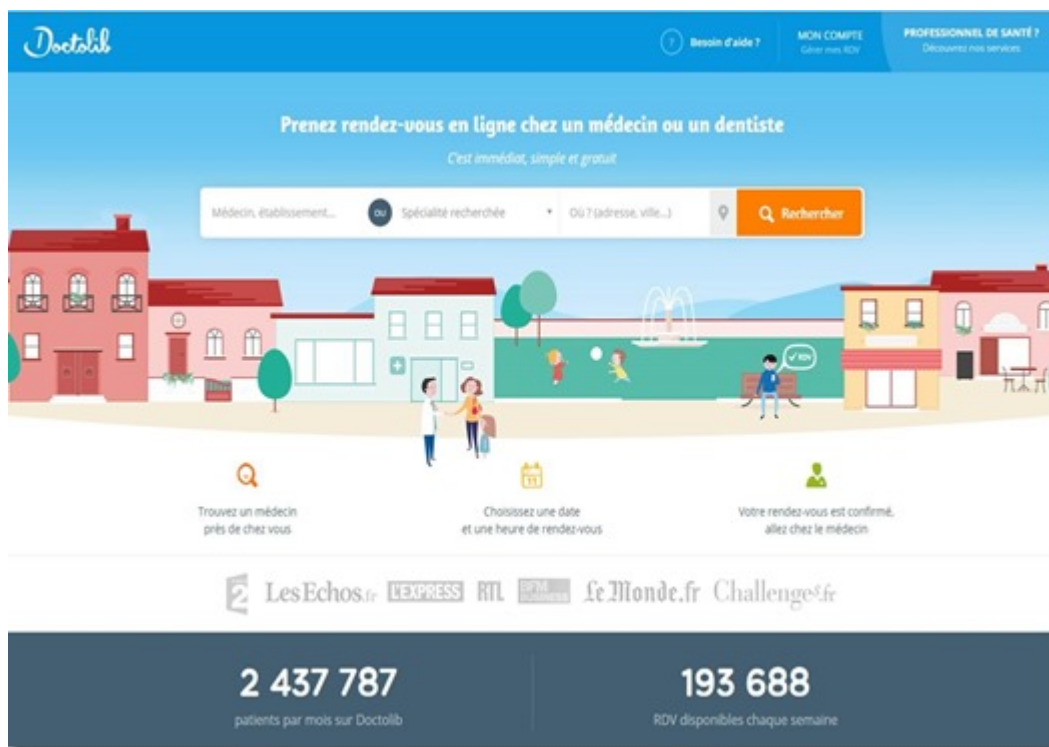 Doctolib
? Besoin d'aide ?
MON COMPTE
Gérer mes RDV
PROFESSIONNEL DE SANTÉ ?
Découvrez nos services
Prenez rendez-vous en ligne chez un médecin ou un dentiste
C'est immédiat, simple et gratuit
Médecin, établissement... OU Spécialité recherchée Où ? (adresse, ville...) Rechercher
RDV
11
Trouvez un médecin
près de chez vous
Choisissez une date
et une heure de rendez-vous
Votre rendez-vous est confirmé,
allez chez le médecin
2 LesEchos.fr L'EXPRESS RTL BFM BUSINESS Le Monde.fr Challenges.fr
2 437 787
patients par mois sur Doctolib
193 688
RDV disponibles chaque semaine